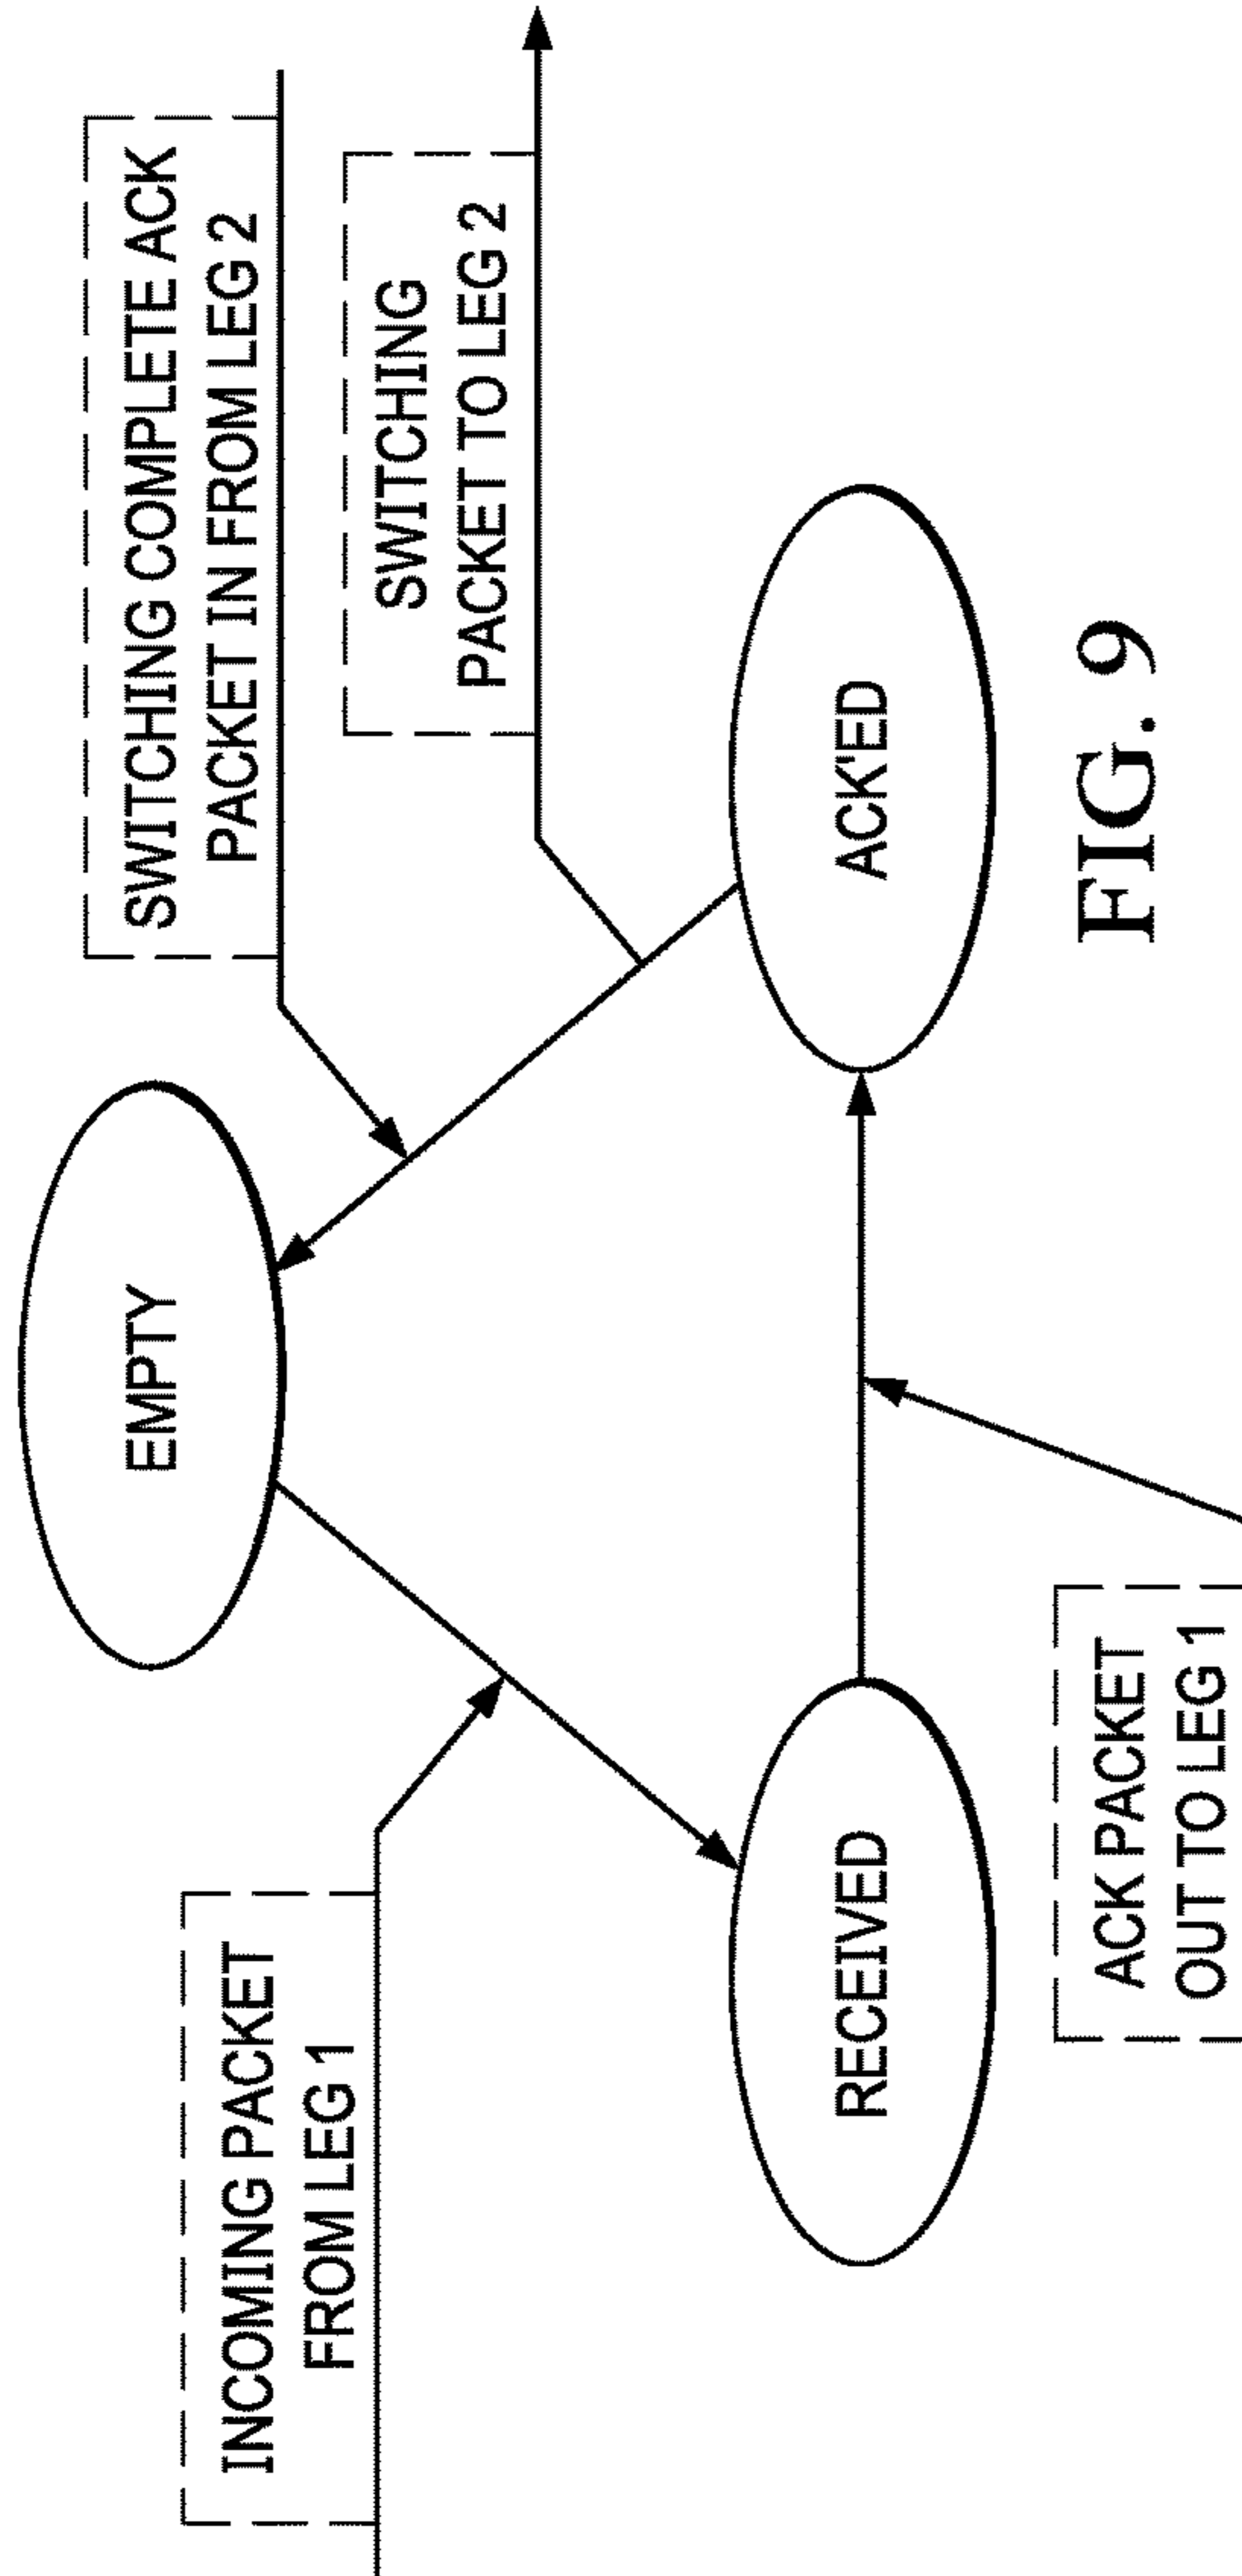 EMPTY
SWITCHING COMPLETE ACK
PACKET IN FROM LEG 2
INCOMING PACKET
FROM LEG 1
SWITCHING
PACKET TO LEG 2
RECEIVED
ACK'ED
ACK PACKET
OUT TO LEG 1
FIG. 9